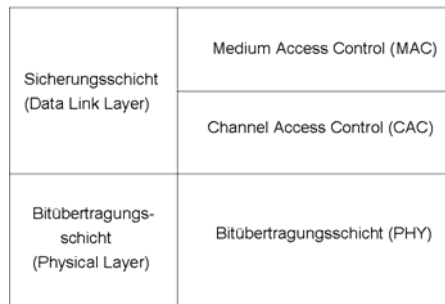 Sicherungsschicht
(Data Link Layer)
Medium Access Control (MAC)
Channel Access Control (CAC)
Bitübertragungs-
schicht
(Physical Layer)
Bitübertragungsschicht (PHY)